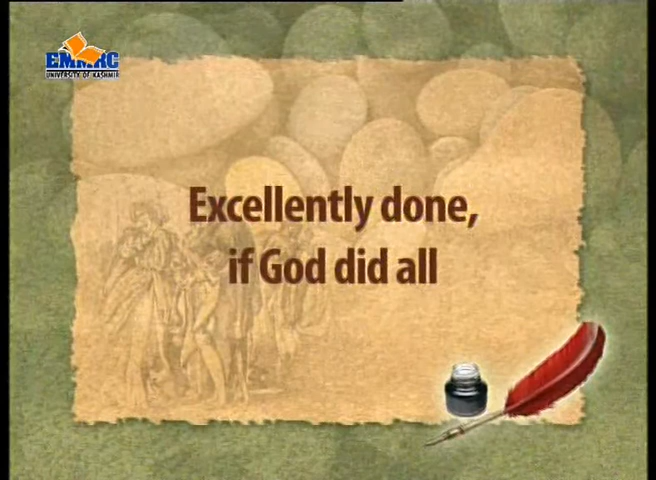 EMMRC
UNIVERSITY OF KASHMIR
Excellently done,
if God did all